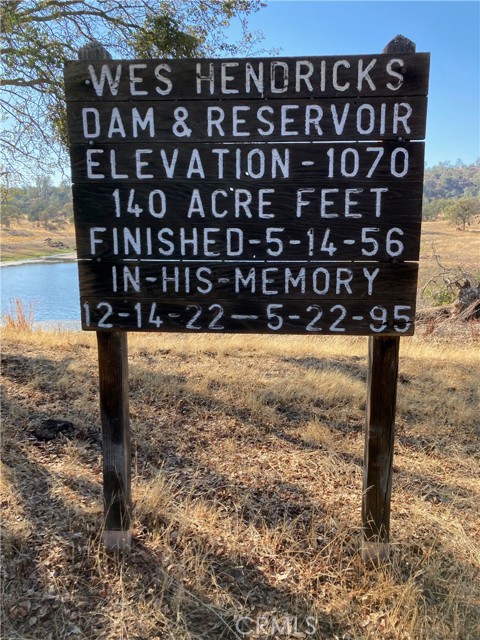 WES HENDRICKS
DAM & RESERVOIR
ELEVATION - 1070
140 ACRE FEET
FINISHED-5-14-56
IN-HIS-MEMORY
12-14-22-5-22-95
CRMLS